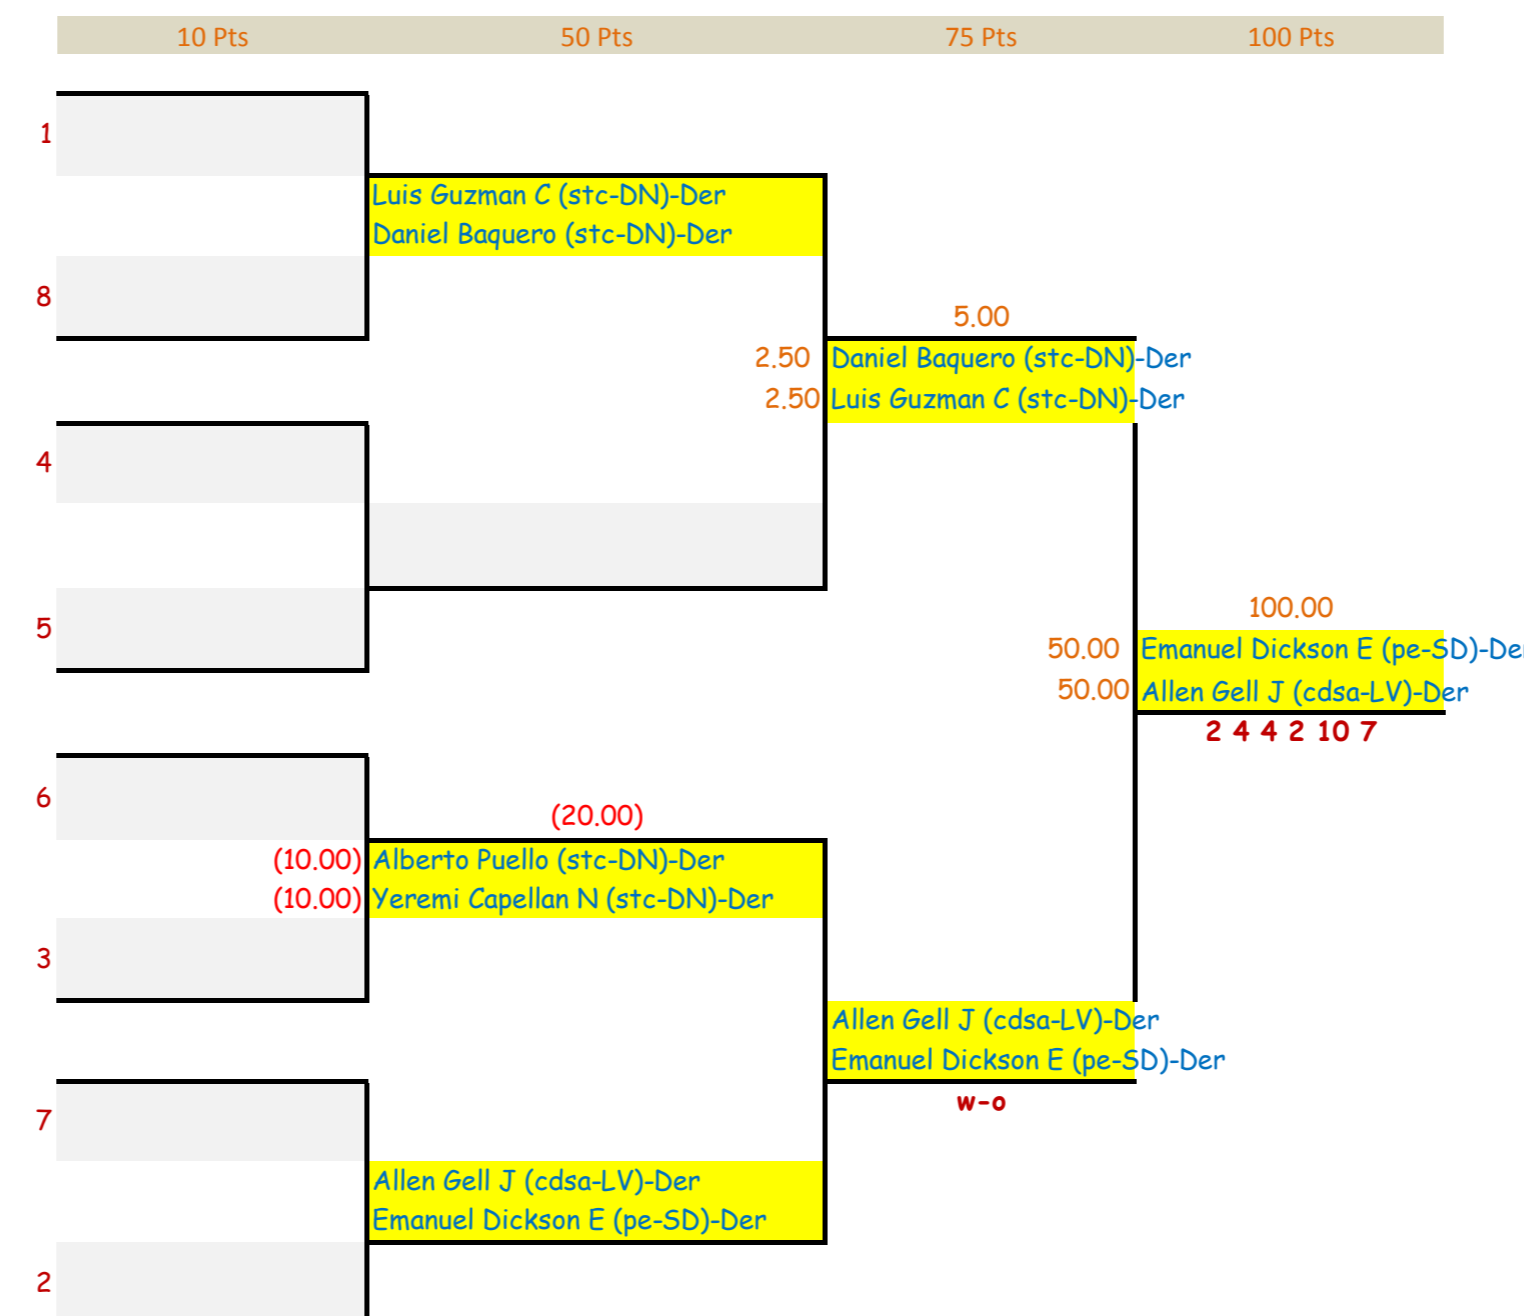 10 Pts 50 Pts 75 Pts 100 Pts
1
Luis Guzman C (stc-DN)-Der
Daniel Baquero (stc-DN)-Der
8
5.00
2.50 Daniel Baquero (stc-DN)-Der
2.50 Luis Guzman C (stc-DN)-Der
4
100.00
5
50.00 Emanuel Dickson E (pe-SD)-Der
50.00 Allen Gell J (cdsa-LV)-Der
2 4 4 2 10 7
6
(20.00)
(10.00) Alberto Puello (stc-DN)-Der
(10.00) Yeremi Capellan N (stc-DN)-Der
3
Allen Gell J (cdsa-LV)-Der
Emanuel Dickson E (pe-SD)-Der
w-o
7
Allen Gell J (cdsa-LV)-Der
Emanuel Dickson E (pe-SD)-Der
2